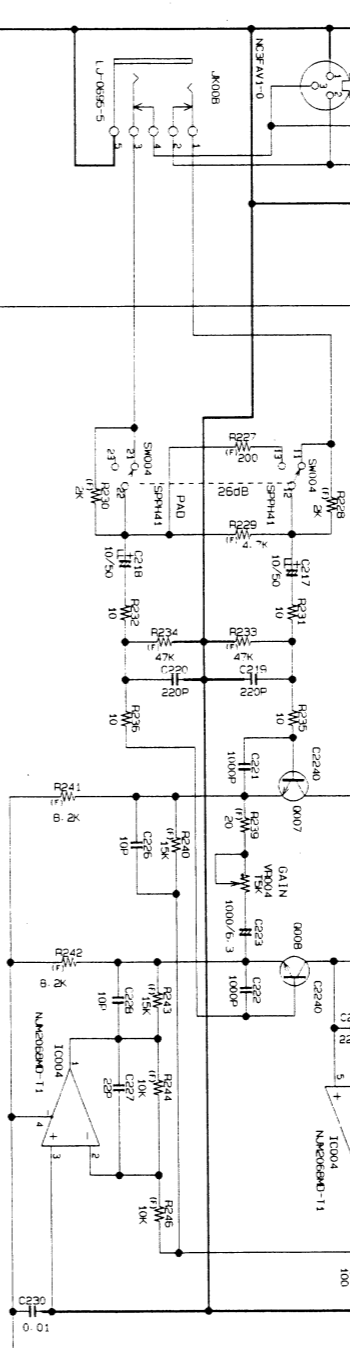 NC3FAV1-0
1
2
3
JK008
LJ-0695-5
5
3
4
2
1
R227
(F) 200
SW004
11
13
12
SPPH41
R228
(F) 2K
SW004
21
23
22
SPPH41
PAD
26dB
R230
(F) 2K
R229
(F) 4.7K
C218
10/50
C217
10/50
R232
10
R231
10
R234
(F)
47K
R233
(F)
47K
C220
220P
C219
220P
R236
10
R235
10
C221
1000P
C2240
Q007
R241
(F)
8.2K
C226
10P
R240
(F) 15K
R239
(F) 20
GAIN
VR004
T5K
C223
1000/6.3
Q008
C2240
C222
1000P
R242
(F)
8.2K
C228
10P
R243
(F) 15K
IC004
NJM2068MD-T1
1
4
3
2
+
-
C227
22P
R244
(F) 10K
R246
(F) 10K
5
+
IC004
NJM2068MD-T1
100
C230
0.01